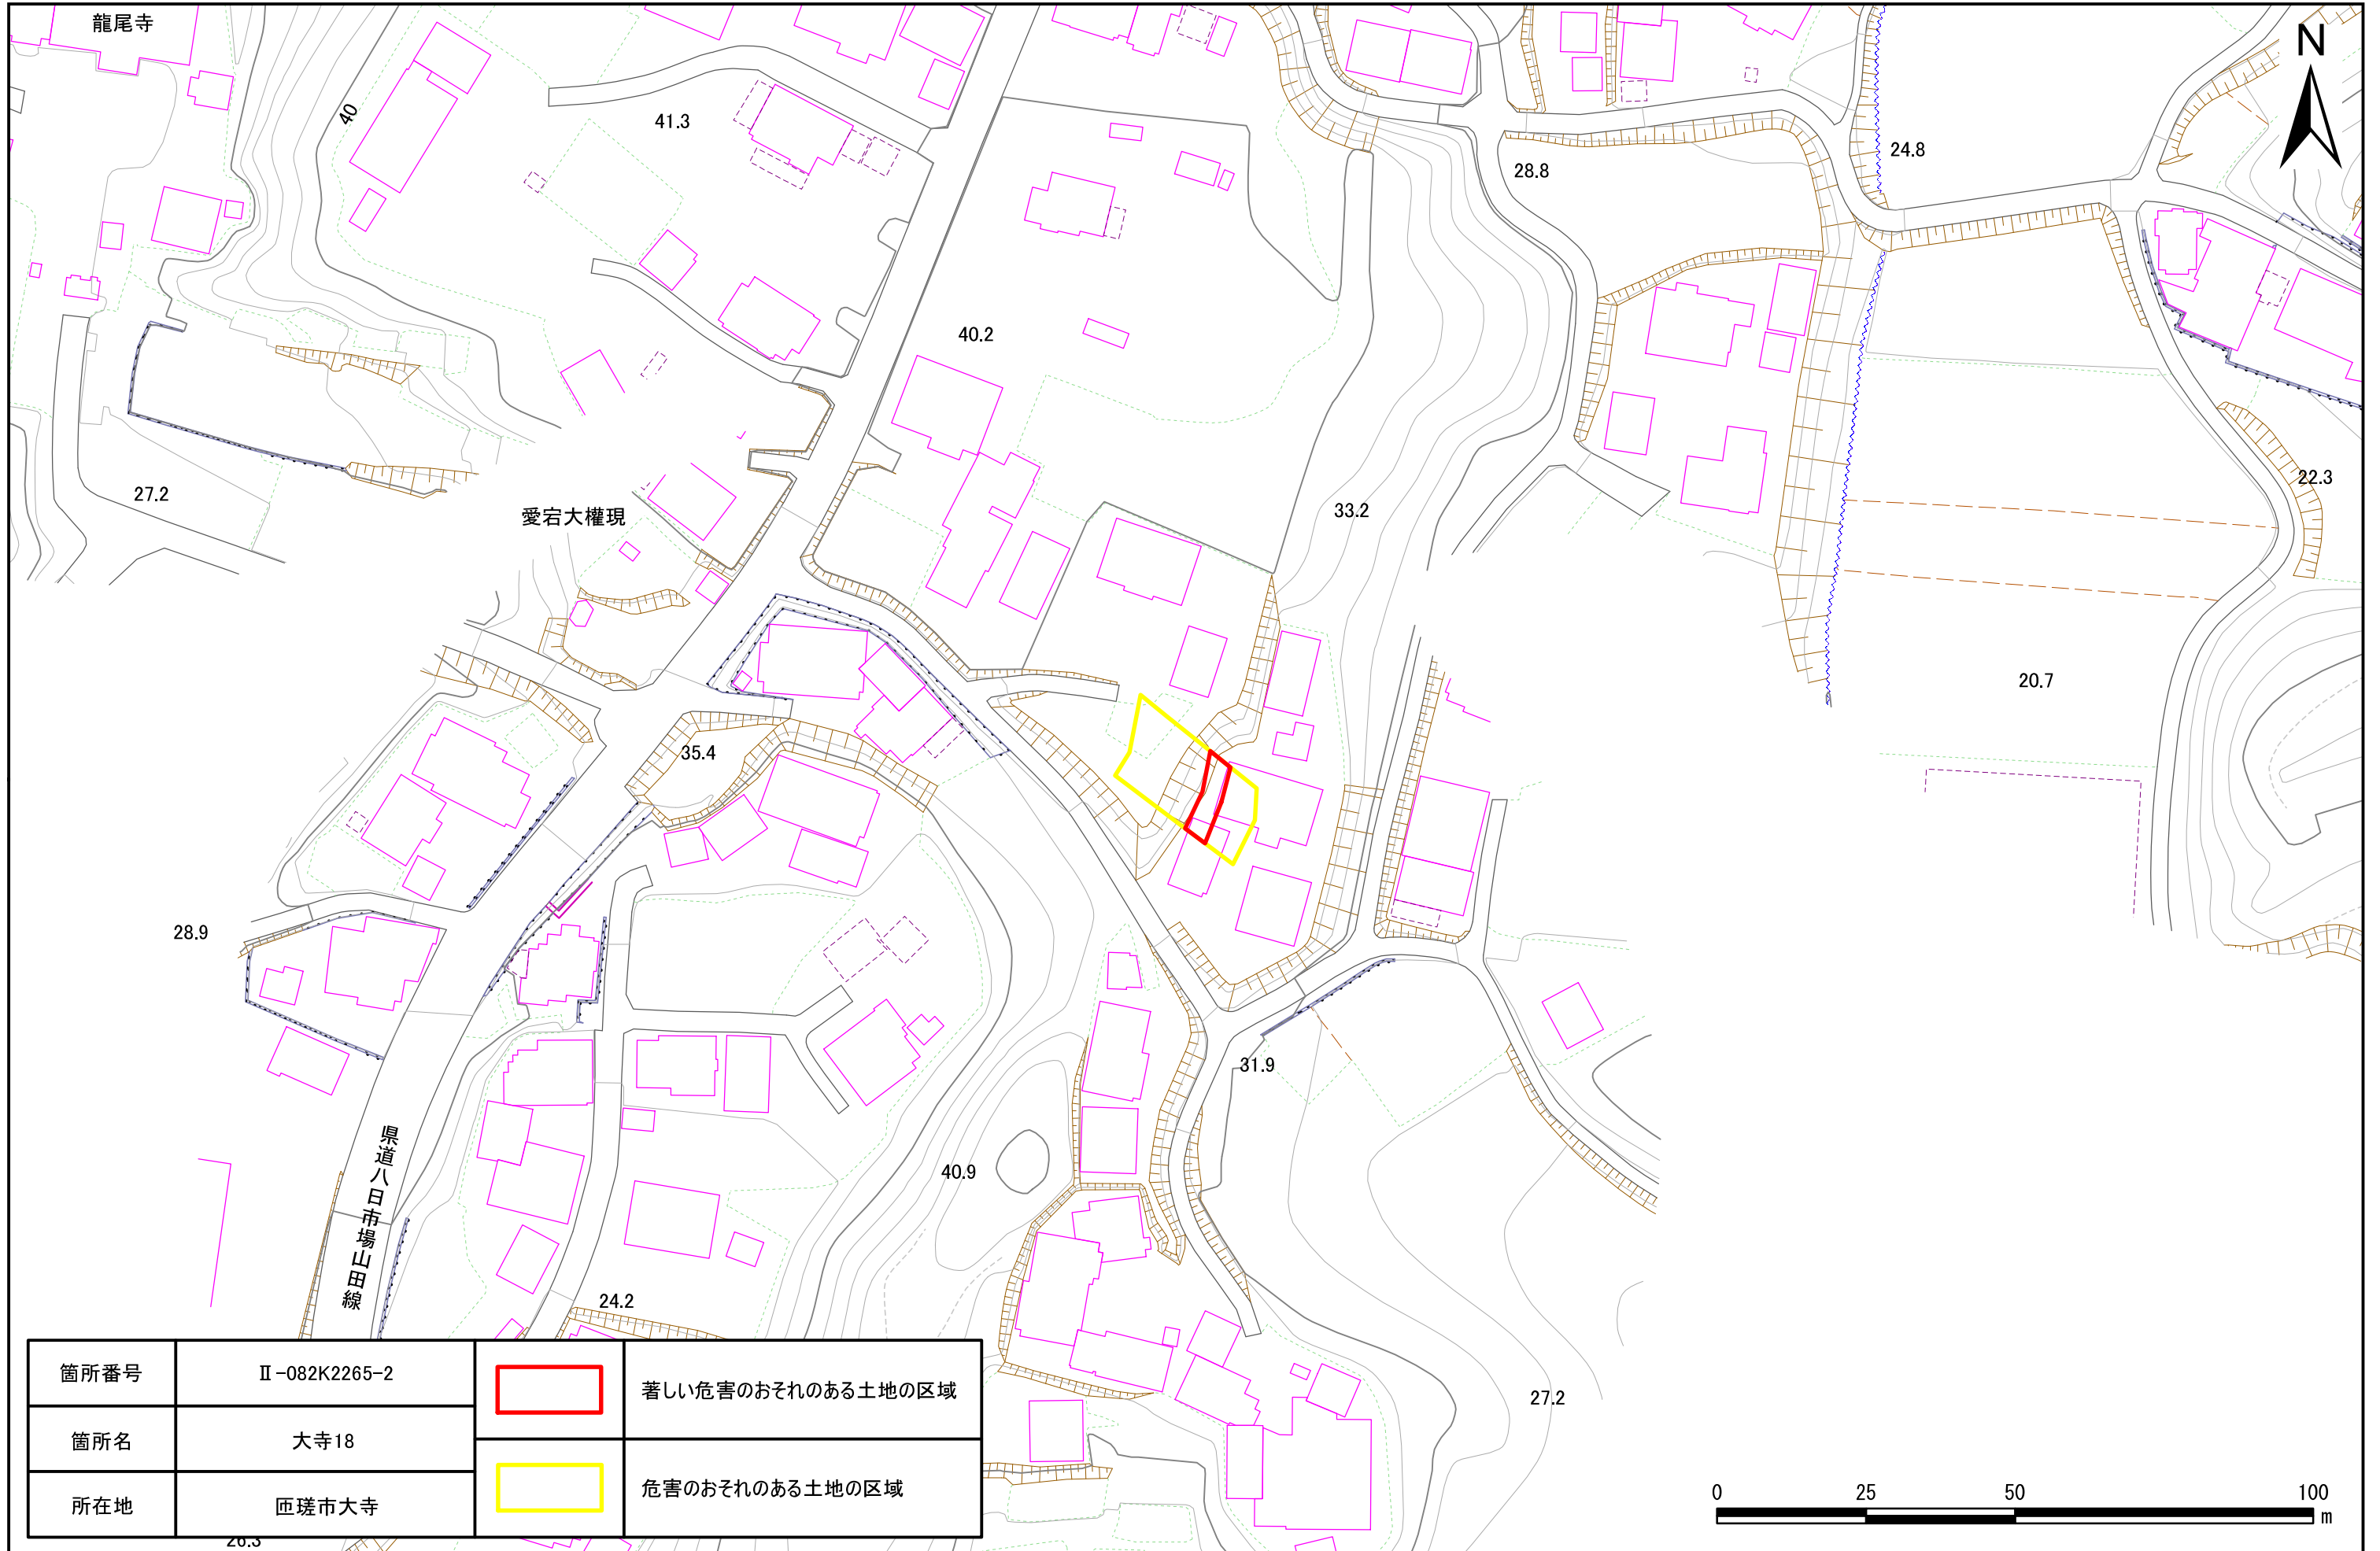 龍尾寺
N
40
41.3
28.8
24.8
40.2
27.2
愛宕大權現
33.2
22.3
20.7
35.4
28.9
31.9
県道八日市場山田線
40.9
24.2
27.2
箇所番号
Ⅱ-082K2265-2
著しい危害のおそれのある土地の区域
箇所名
大寺18
危害のおそれのある土地の区域
所在地
匝瑳市大寺
0 25 50 100
m
26.3